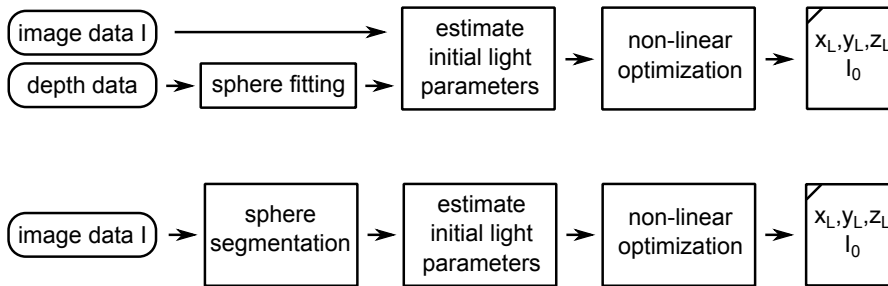 image data I
depth data
sphere fitting
estimate
initial light
parameters
non-linear
optimization
x_L,y_L,z_L
I_0
image data I
sphere
segmentation
estimate
initial light
parameters
non-linear
optimization
x_L,y_L,z_L
I_0